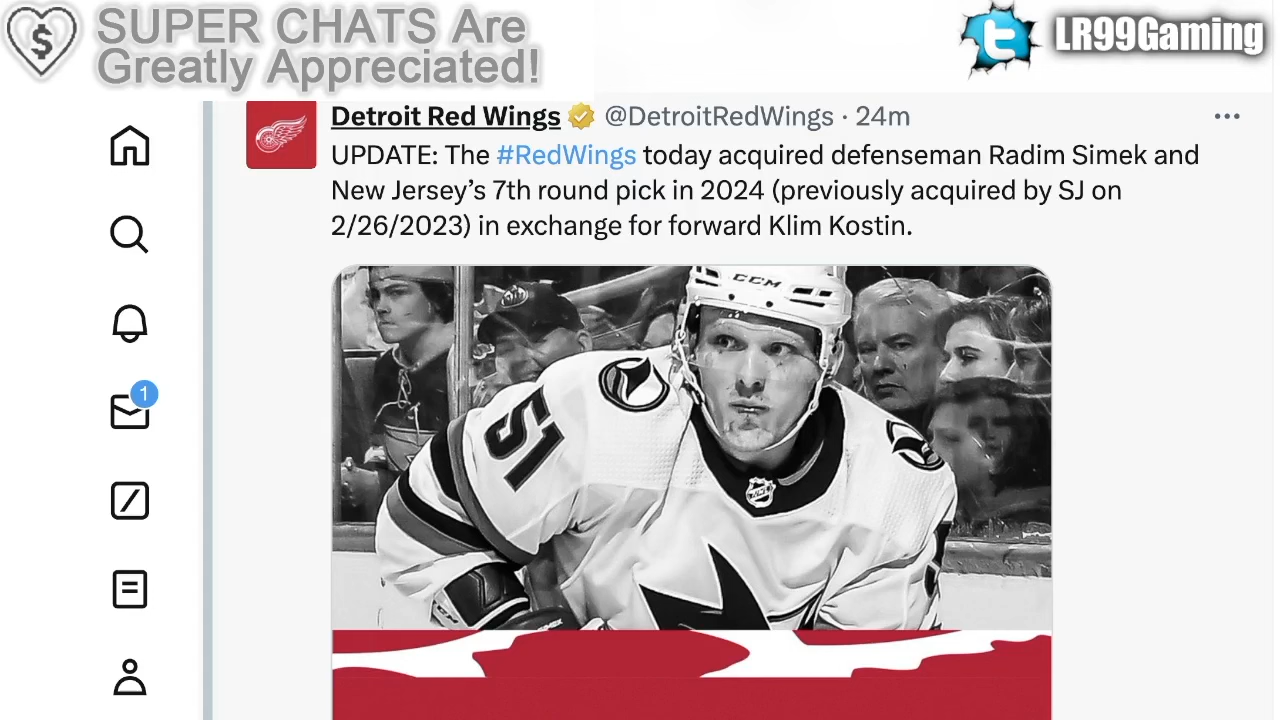 SUPER CHATS Are
Greatly Appreciated!
LR99Gaming
Detroit Red Wings @DetroitRedWings · 24m
UPDATE: The #RedWings today acquired defenseman Radim Simek and
New Jersey’s 7th round pick in 2024 (previously acquired by SJ on
2/26/2023) in exchange for forward Klim Kostin.
1
CCM
51